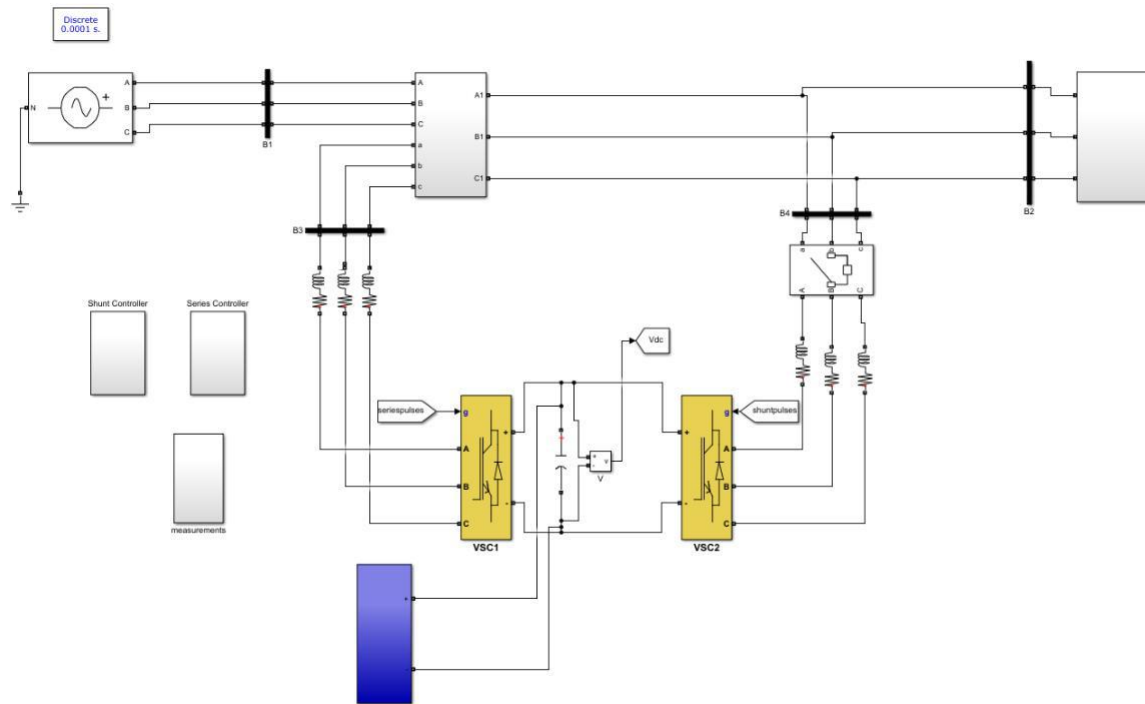 Discrete
0.0001 s.
N
+
A
B
C
B1
A
B
C
a
b
c
A1
B1
C1
B2
B3
B4
a
b
c
A
B
C
Shunt Controller
Series Controller
measurements
Vdc
seriespulses
g
A
B
C
+
-
VSC1
+
-
v
V
shuntpulses
g
A
B
C
+
-
VSC2
+